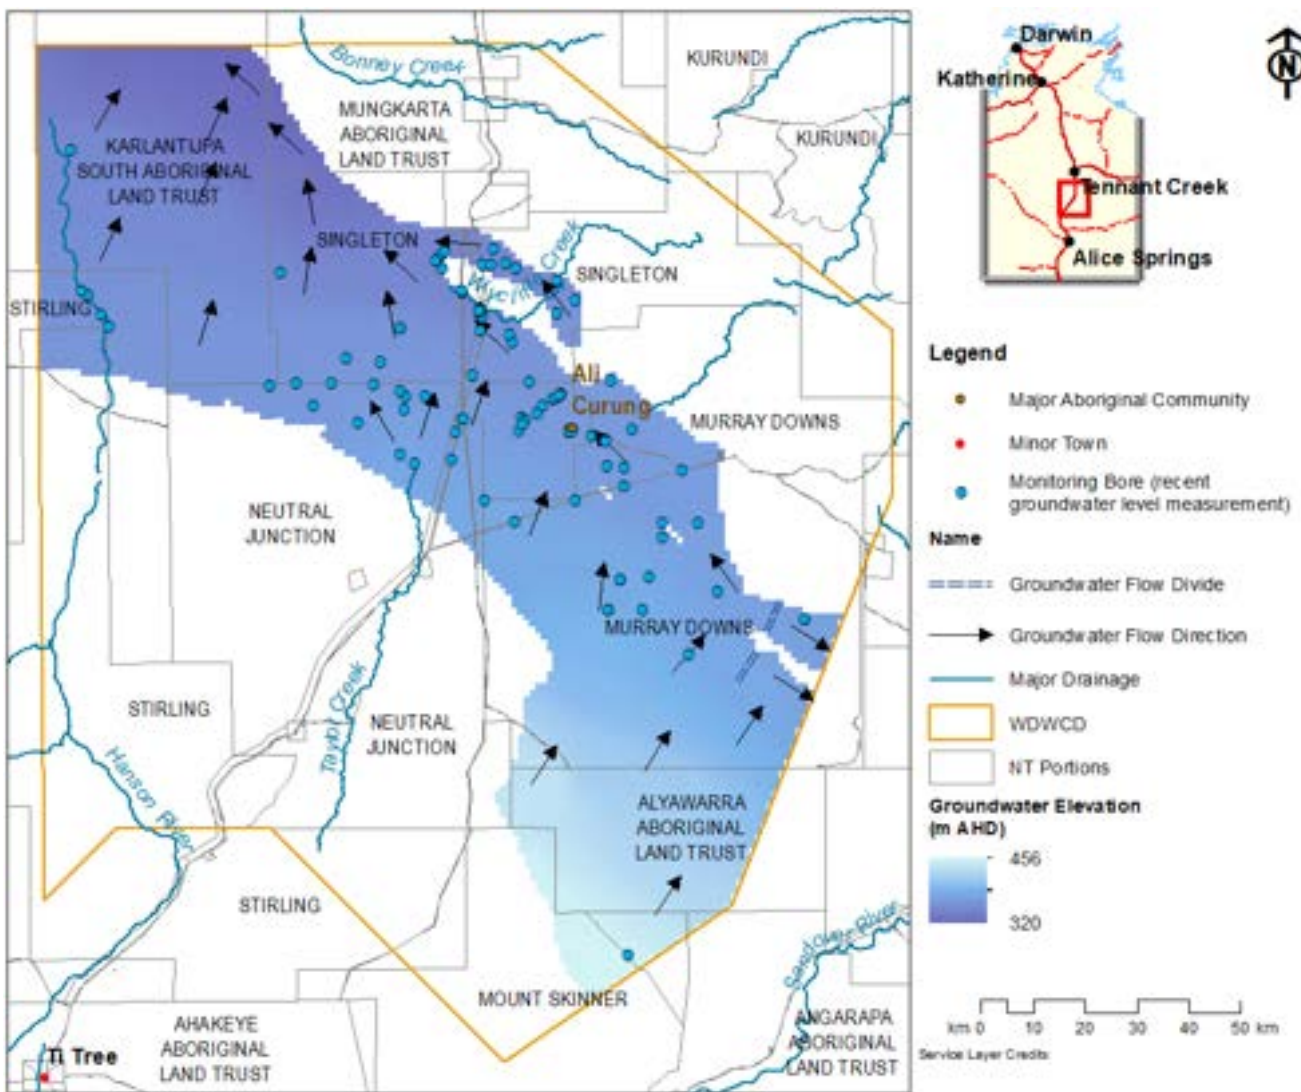 Bonney Creek
KURUNDI
MUNGKARTA
ABORIGINAL
LAND TRUST
KURUNDI
KARLANTIJPA
SOUTH ABORIGINAL
LAND TRUST
SINGLETON
Wycliffe Creek
SINGLETON
STIRLING
Ali
Curung
MURRAY DOWNS
NEUTRAL
JUNCTION
MURRAY DOWNS
STIRLING
Taylor Creek
NEUTRAL
JUNCTION
Hanson River
ALYAWARRA
ABORIGINAL
LAND TRUST
STIRLING
Sandover River
MOUNT SKINNER
AHAKEYE
ABORIGINAL
LAND TRUST
Ti Tree
ANGARAPA
ABORIGINAL
LAND TRUST
Darwin
Katherine
Tennant Creek
Alice Springs
N
Legend
Major Aboriginal Community
Minor Town
Monitoring Bore (recent
groundwater level measurement)
Name
Groundwater Flow Divide
Groundwater Flow Direction
Major Drainage
WDWCD
NT Portions
Groundwater Elevation
(m AHD)
456
320
km 0 10 20 30 40 50 km
Service Layer Credits: